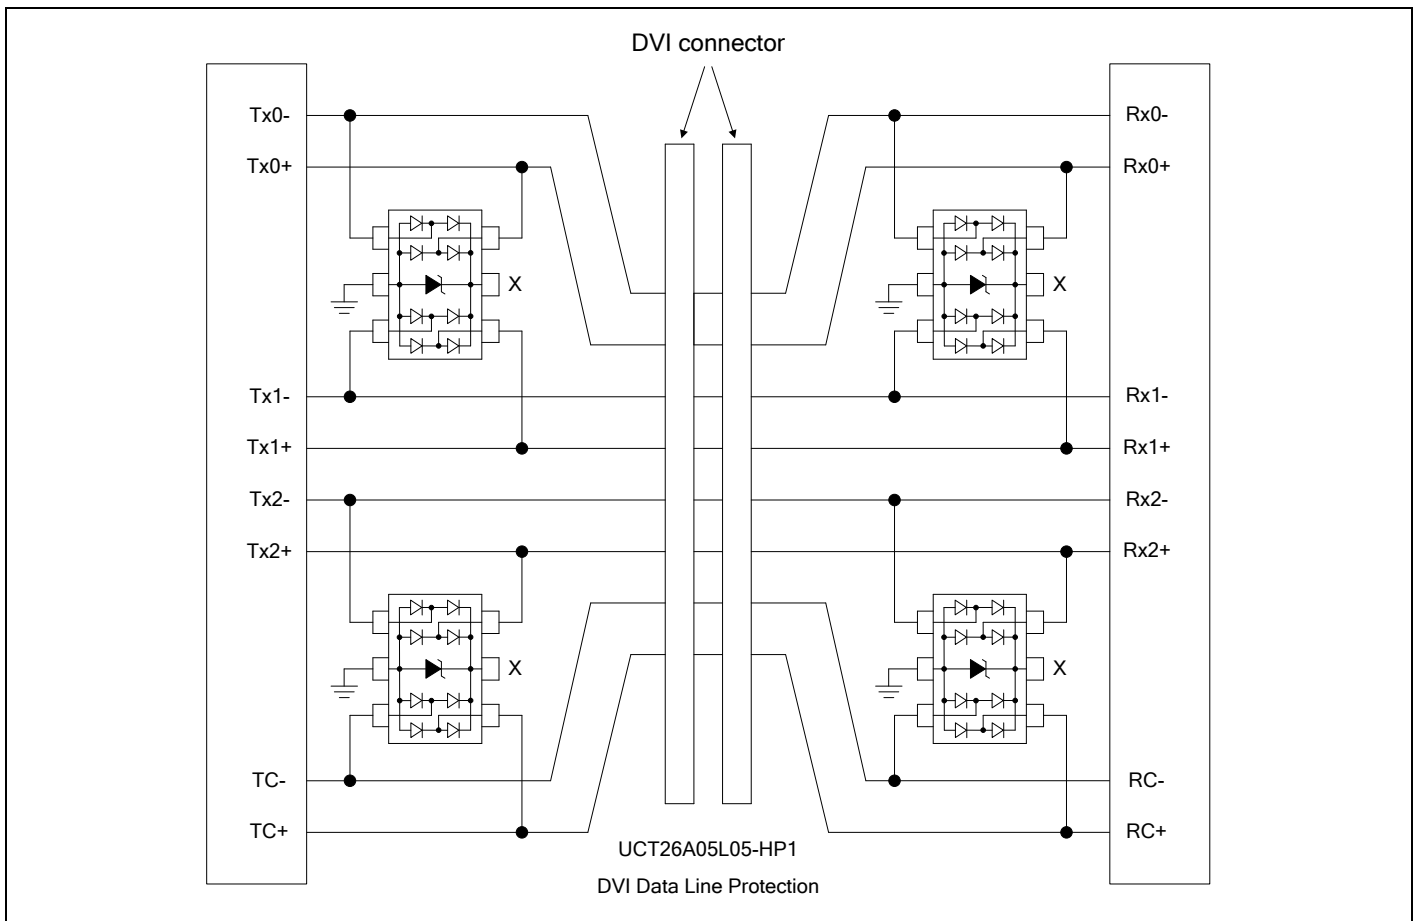 DVI connector
Tx0-
Rx0-
Tx0+
Rx0+
X
X
Tx1-
Rx1-
Tx1+
Rx1+
Tx2-
Rx2-
Tx2+
Rx2+
X
X
TC-
RC-
TC+
RC+
UCT26A05L05-HP1
DVI Data Line Protection